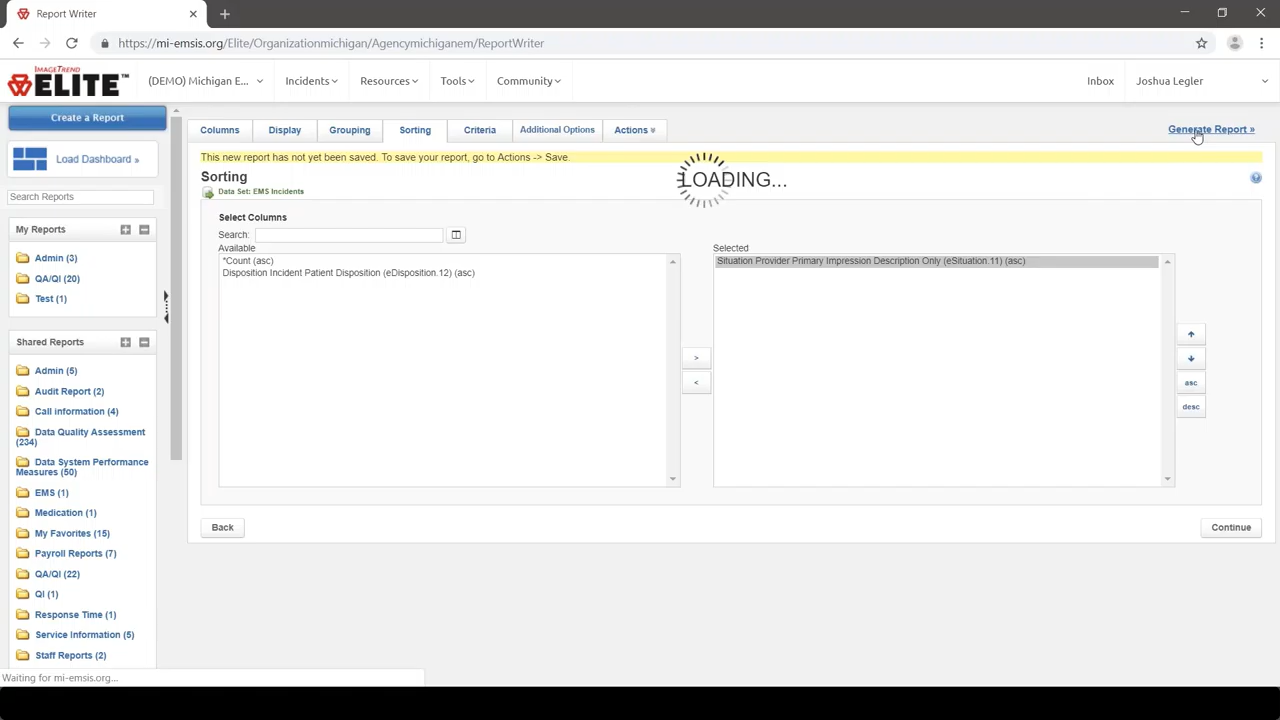 Report Writer
https://mi-emsis.org/Elite/Organizationmichigan/Agencymichiganem/ReportWriter
IMAGETREND
ELITE™
(DEMO) Michigan E...
Incidents
Resources
Tools
Community
Inbox
Joshua Legler
Create a Report
Load Dashboard »
Search Reports
My Reports
Admin (3)
QA/QI (20)
Test (1)
Shared Reports
Admin (5)
Audit Report (2)
Call information (4)
Data Quality Assessment
(234)
Data System Performance
Measures (50)
EMS (1)
Medication (1)
My Favorites (15)
Payroll Reports (7)
QA/QI (22)
QI (1)
Response Time (1)
Service Information (5)
Staff Reports (2)
Columns
Display
Grouping
Sorting
Criteria
Additional Options
Actions
Generate Report »
This new report has not yet been saved. To save your report, go to Actions -> Save.
Sorting
LOADING...
Data Set: EMS Incidents
Select Columns
Search:
Available
*Count (asc)
Disposition Incident Patient Disposition (eDisposition.12) (asc)
>
<
Selected
Situation Provider Primary Impression Description Only (eSituation.11) (asc)
asc
desc
Back
Continue
Waiting for mi-emsis.org...